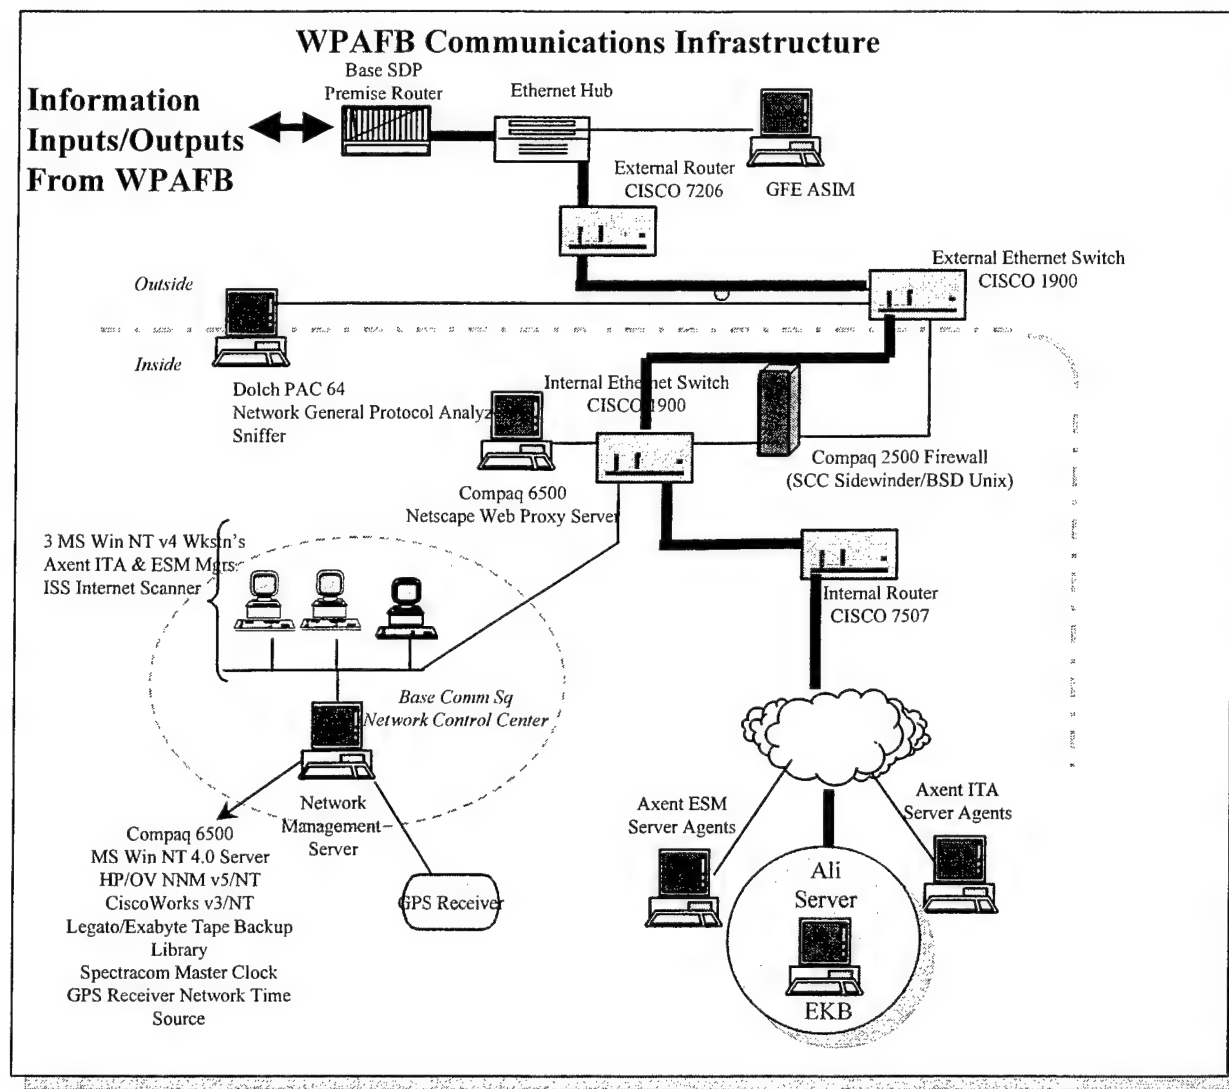 WPAFB Communications Infrastructure
Information
Inputs/Outputs
From WPAFB
Base SDP
Premise Router
Ethernet Hub
External Router
CISCO 7206
GFE ASIM
External Ethernet Switch
CISCO 1900
Outside
Inside
Dolch PAC 64
Network General Protocol Analyz
Sniffer
Internal Ethernet Switch
CISCO 1900
Compaq 2500 Firewall
(SCC Sidewinder/BSD Unix)
Compaq 6500
Netscape Web Proxy Server
3 MS Win NT v4 Wkstn's
Axent ITA & ESM Mgrs
ISS Internet Scanner
Internal Router
CISCO 7507
Base Comm Sq
Network Control Center
Network
Management
Server
Compaq 6500
MS Win NT 4.0 Server
HP/OV NNM v5/NT
CiscoWorks v3/NT
Legato/Exabyte Tape Backup
Library
Spectracom Master Clock
GPS Receiver Network Time
Source
GPS Receiver
Axent ESM
Server Agents
Axent ITA
Server Agents
Ali
Server
EKB